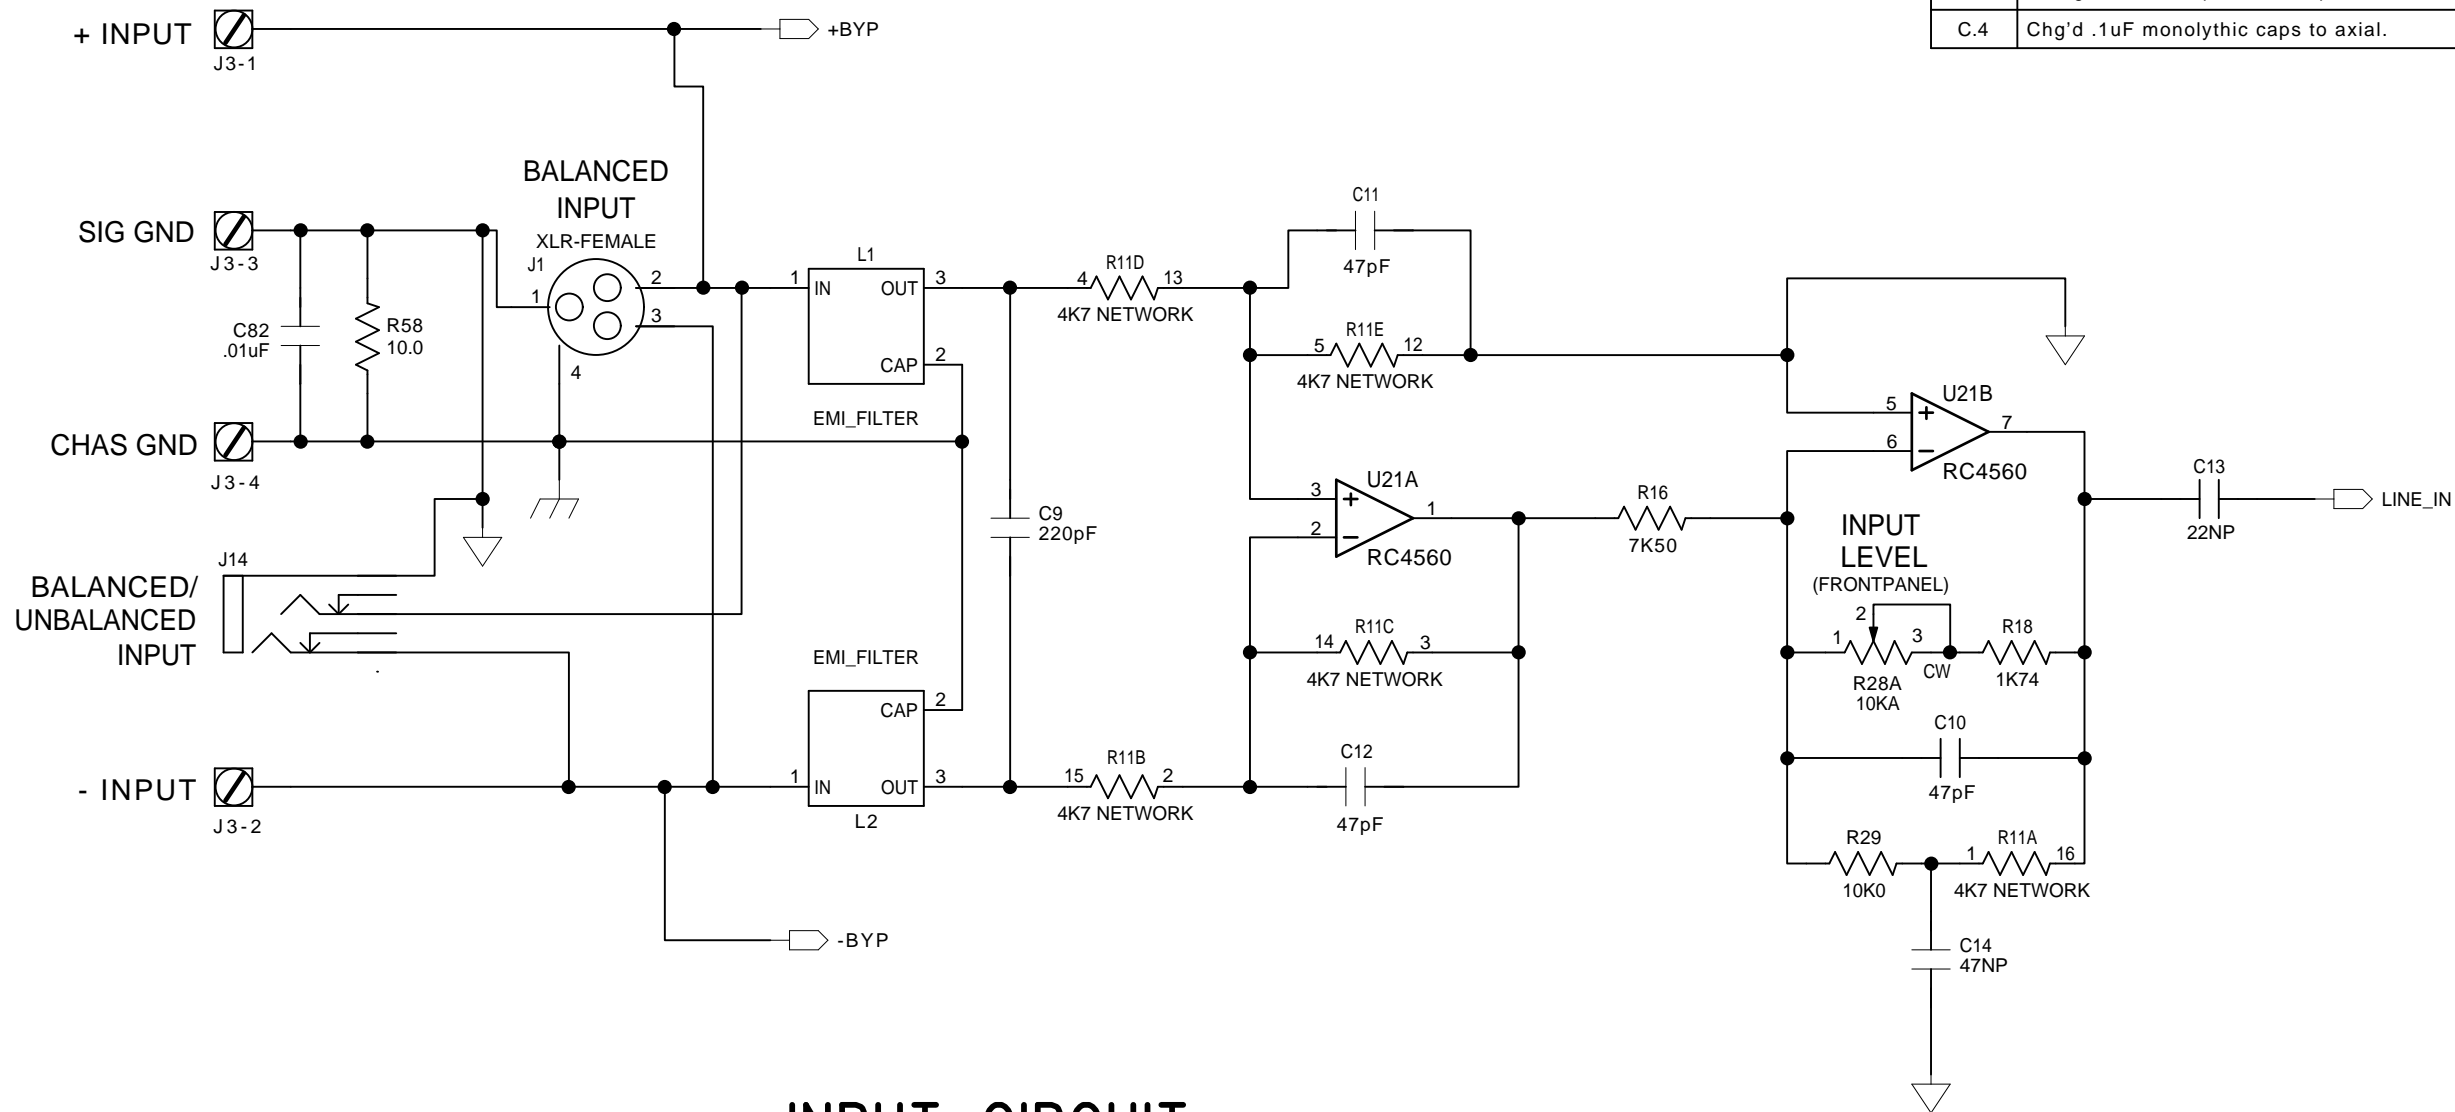 C.4 Chg'd .1uF monolythic caps to axial.
+ INPUT
J3-1
+BYP
BALANCED
INPUT
XLR-FEMALE
J1
1
2
3
4
SIG GND
J3-3
C82
.01uF
R58
10.0
CHAS GND
J3-4
L1
1 IN OUT 3
CAP 2
EMI_FILTER
C9
220pF
J14
BALANCED/
UNBALANCED
INPUT
EMI_FILTER
CAP 2
1 IN OUT 3
L2
- INPUT
J3-2
-BYP
4 R11D 13
4K7 NETWORK
C11
47pF
5 R11E 12
4K7 NETWORK
U21A
3 +
2 −
1
RC4560
14 R11C 3
4K7 NETWORK
15 R11B 2
4K7 NETWORK
C12
47pF
R16
7K50
U21B
5 +
6 −
7
RC4560
INPUT
LEVEL
(FRONTPANEL)
2
1 3
CW
R28A
10KA
R18
1K74
C10
47pF
R29
10K0
1 R11A 16
4K7 NETWORK
C14
47NP
C13
22NP
LINE_IN
INPUT CIRCUIT